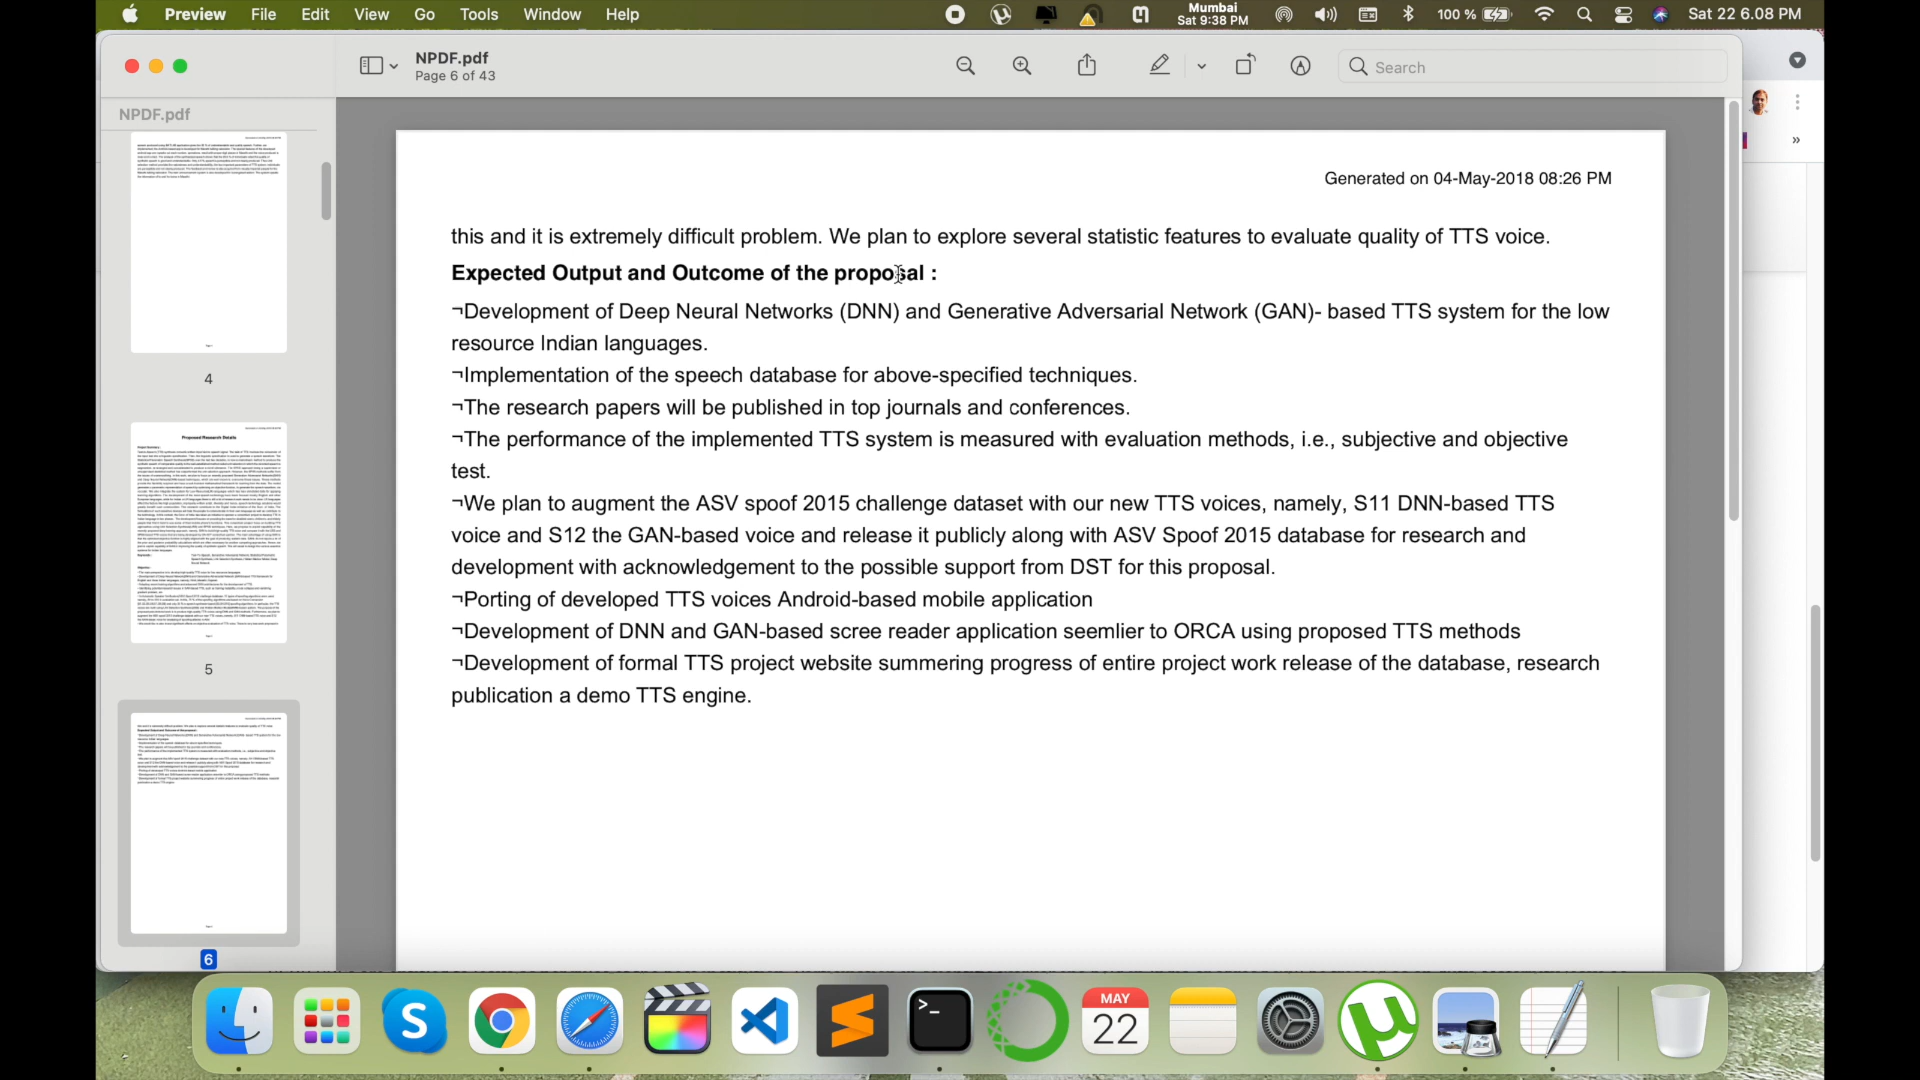 Preview File Edit View Go Tools Window Help
Mumbai
Sat 9:38 PM
100 %
Sat 22 6.08 PM
NPDF.pdf
Page 6 of 43
Search
NPDF.pdf
4
Proposed Research Details
5
6
Generated on 04-May-2018 08:26 PM
this and it is extremely difficult problem. We plan to explore several statistic features to evaluate quality of TTS voice.
Expected Output and Outcome of the proposal :
¬Development of Deep Neural Networks (DNN) and Generative Adversarial Network (GAN)- based TTS system for the low
resource Indian languages.
¬Implementation of the speech database for above-specified techniques.
¬The research papers will be published in top journals and conferences.
¬The performance of the implemented TTS system is measured with evaluation methods, i.e., subjective and objective
test.
¬We plan to augment the ASV spoof 2015 challenge dataset with our new TTS voices, namely, S11 DNN-based TTS
voice and S12 the GAN-based voice and release it publicly along with ASV Spoof 2015 database for research and
development with acknowledgement to the possible support from DST for this proposal.
¬Porting of developed TTS voices Android-based mobile application
¬Development of DNN and GAN-based scree reader application seemlier to ORCA using proposed TTS methods
¬Development of formal TTS project website summering progress of entire project work release of the database, research
publication a demo TTS engine.
MAY
22